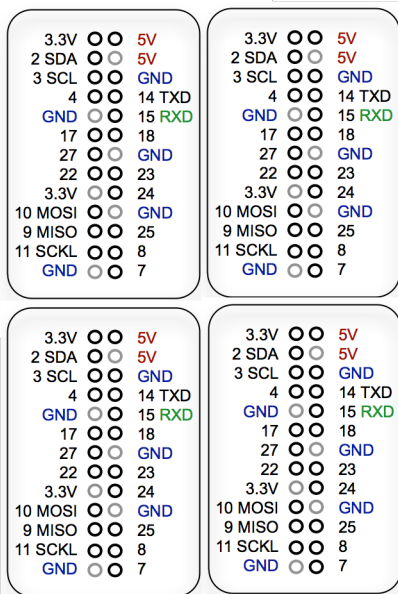 3.3V 5V
2 SDA 5V
3 SCL GND
4 14 TXD
GND 15 RXD
17 18
27 GND
22 23
3.3V 24
10 MOSI GND
9 MISO 25
11 SCKL 8
GND 7
3.3V 5V
2 SDA 5V
3 SCL GND
4 14 TXD
GND 15 RXD
17 18
27 GND
22 23
3.3V 24
10 MOSI GND
9 MISO 25
11 SCKL 8
GND 7
3.3V 5V
2 SDA 5V
3 SCL GND
4 14 TXD
GND 15 RXD
17 18
27 GND
22 23
3.3V 24
10 MOSI GND
9 MISO 25
11 SCKL 8
GND 7
3.3V 5V
2 SDA 5V
3 SCL GND
4 14 TXD
GND 15 RXD
17 18
27 GND
22 23
3.3V 24
10 MOSI GND
9 MISO 25
11 SCKL 8
GND 7